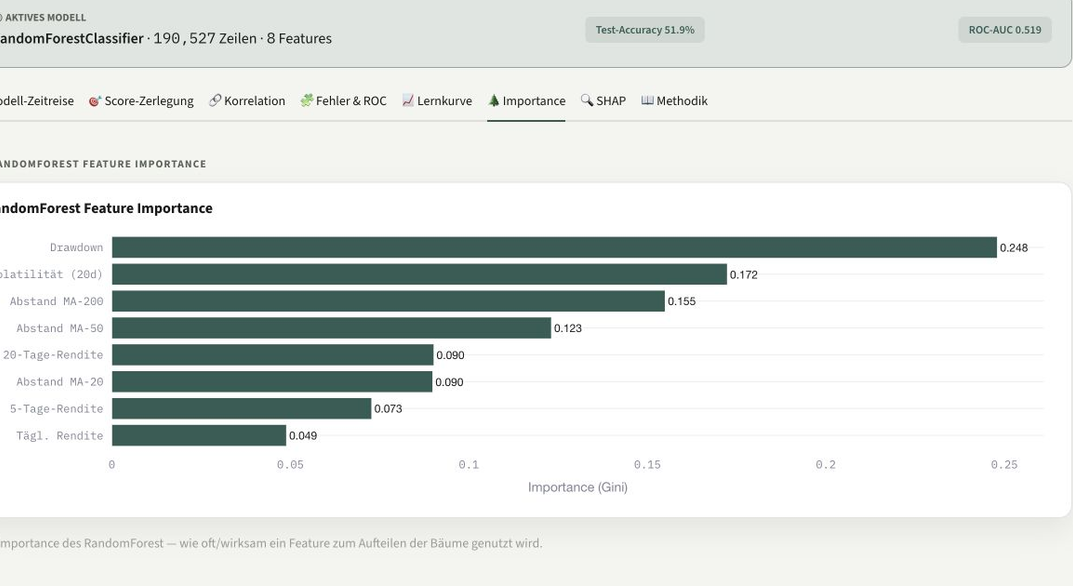 AKTIVES MODELL
RandomForestClassifier · 190,527 Zeilen · 8 Features
Test-Accuracy 51.9%
ROC-AUC 0.519
odell-Zeitreise Score-Zerlegung Korrelation Fehler & ROC Lernkurve Importance SHAP Methodik
ANDOMFOREST FEATURE IMPORTANCE
andomForest Feature Importance
Drawdown 0.248
olatilität (20d) 0.172
Abstand MA-200 0.155
Abstand MA-50 0.123
20-Tage-Rendite 0.090
Abstand MA-20 0.090
5-Tage-Rendite 0.073
Tägl. Rendite 0.049
0 0.05 0.1 0.15 0.2 0.25
Importance (Gini)
mportance des RandomForest — wie oft/wirksam ein Feature zum Aufteilen der Bäume genutzt wird.